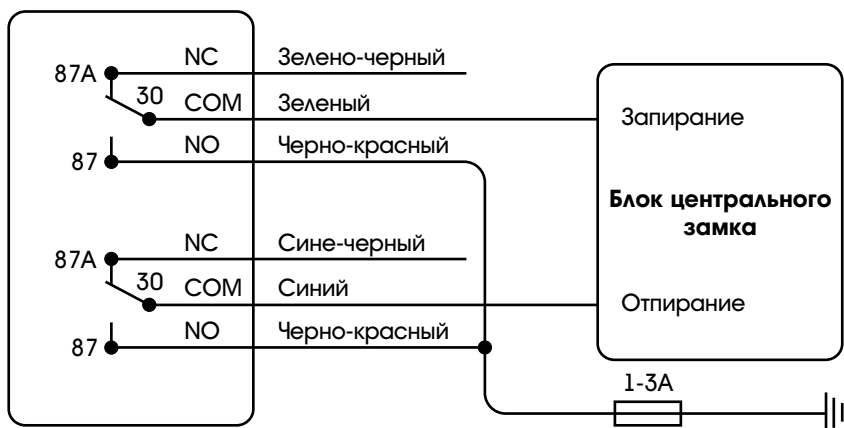 87A NC Зелено-черный
30 COM Зеленый
87 NO Черно-красный
87A NC Сине-черный
30 COM Синий
87 NO Черно-красный
Запирание
Блок центрального
замка
Отпирание
1-3А